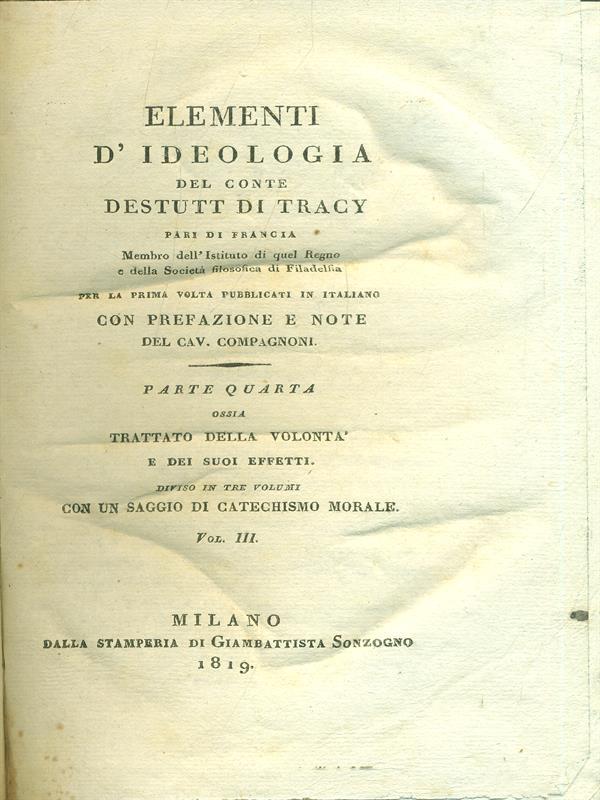 ELEMENTI
D' IDEOLOGIA
DEL CONTE
DESTUTT DI TRACY
PARI DI FRANCIA
Membro dell' Istituto di quel Regno
e della Società filosofica di Filadelfia
PER LA PRIMA VOLTA PUBBLICATI IN ITALIANO
CON PREFAZIONE E NOTE
DEL CAV. COMPAGNONI.
PARTE QUARTA
OSSIA
TRATTATO DELLA VOLONTA'
E DEI SUOI EFFETTI.
DIVISO IN TRE VOLUMI
CON UN SAGGIO DI CATECHISMO MORALE.
VOL. III.
MILANO
DALLA STAMPERIA DI GIAMBATTISTA SONZOGNO
1819.